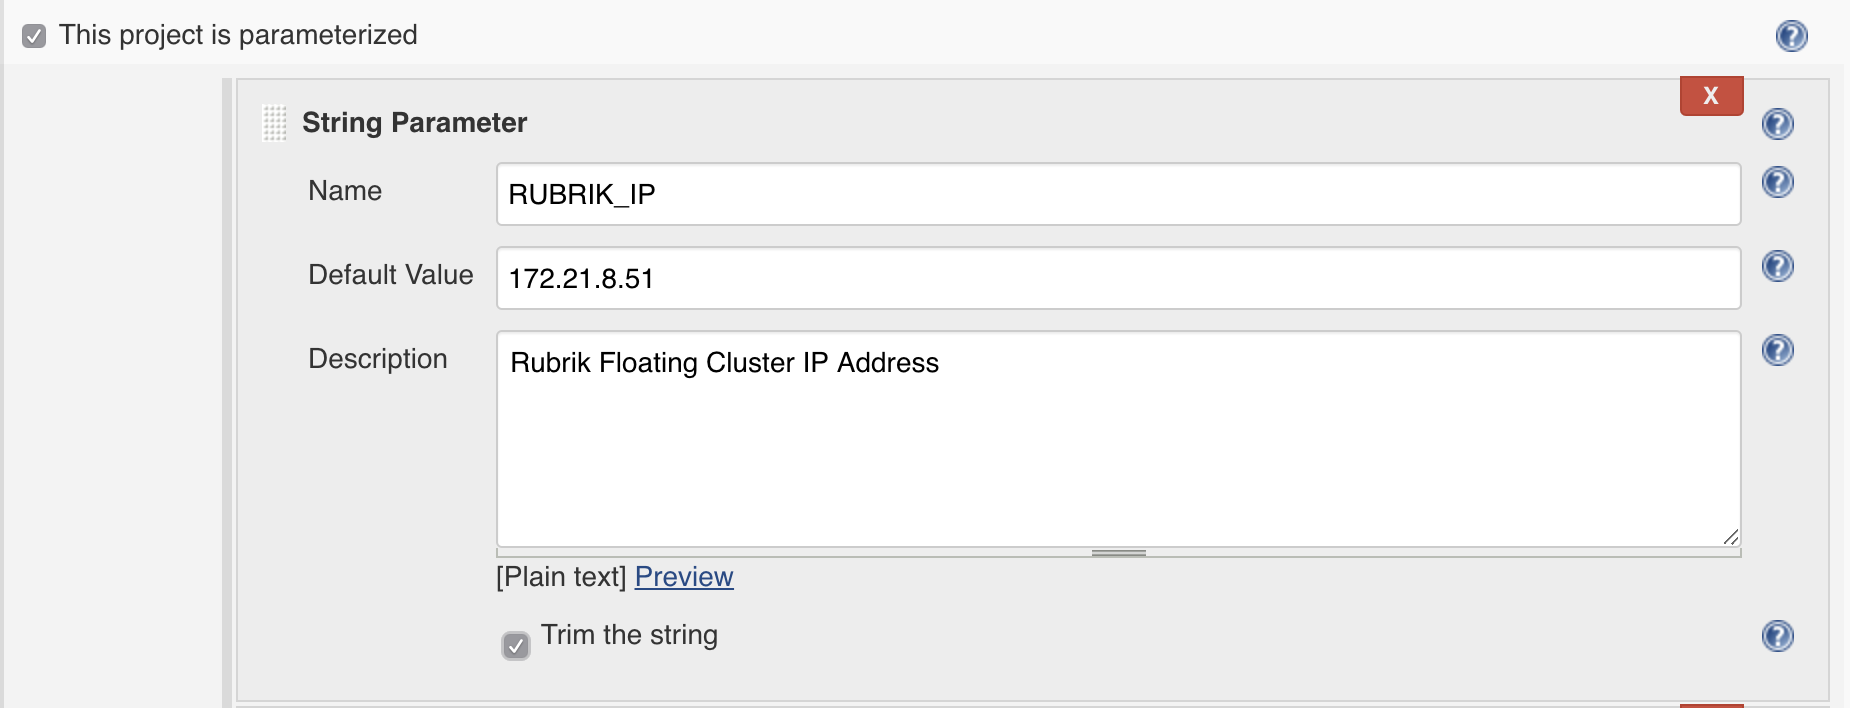 This project is parameterized
?
X
String Parameter
?
Name
RUBRIK_IP
?
Default Value
172.21.8.51
?
Description
Rubrik Floating Cluster IP Address
?
[Plain text] Preview
Trim the string
?